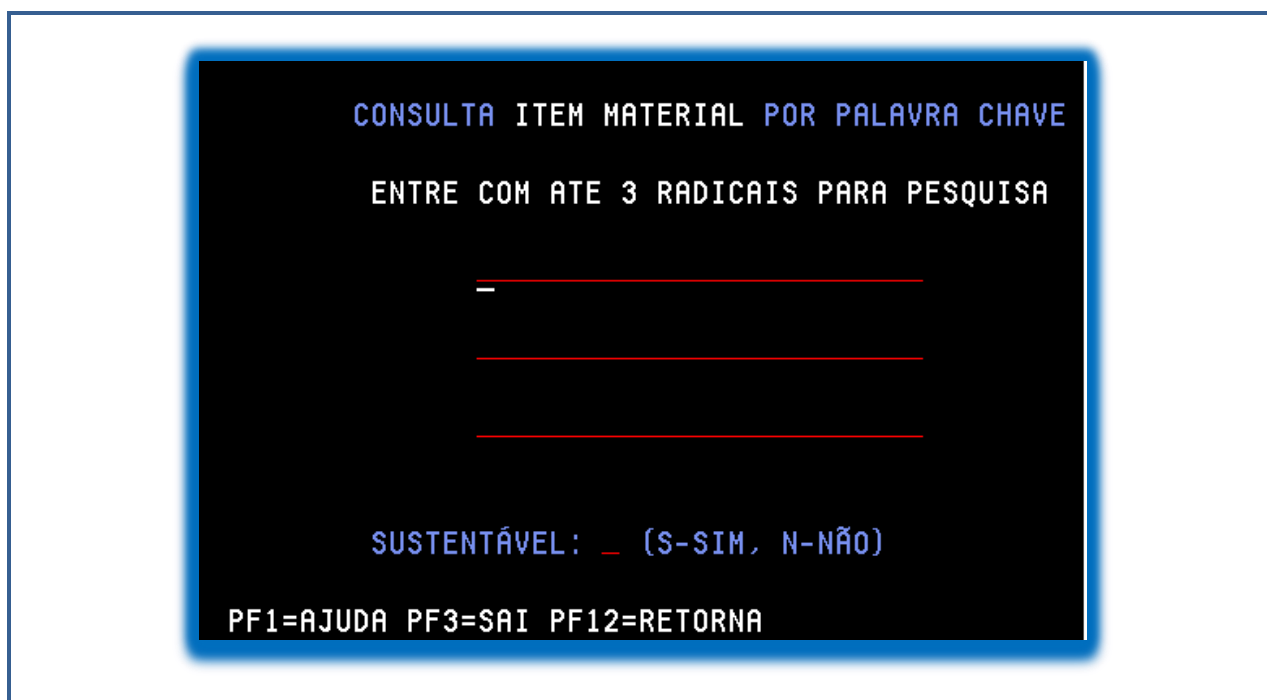 CONSULTA ITEM MATERIAL POR PALAVRA CHAVE
ENTRE COM ATE 3 RADICAIS PARA PESQUISA
SUSTENTÁVEL: _ (S-SIM, N-NÃO)
PF1=AJUDA PF3=SAI PF12=RETORNA